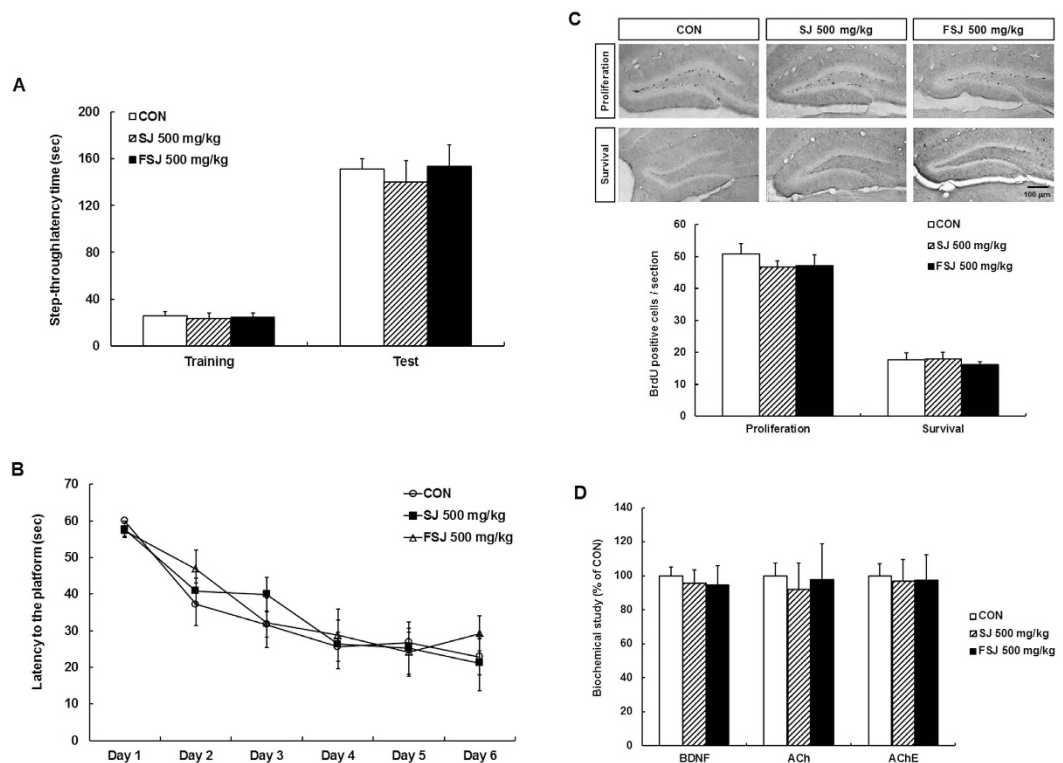 A
Step-through latency time (sec)
200
160
120
80
40
0
CON
SJ 500 mg/kg
FSJ 500 mg/kg
Training
Test
B
Latency to the platform (sec)
70
60
50
40
30
20
10
0
CON
SJ 500 mg/kg
FSJ 500 mg/kg
Day 1
Day 2
Day 3
Day 4
Day 5
Day 6
C
CON
SJ 500 mg/kg
FSJ 500 mg/kg
Proliferation
Survival
100 μm
BrdU positive cells / section
60
50
40
30
20
10
0
CON
SJ 500 mg/kg
FSJ 500 mg/kg
Proliferation
Survival
D
Biochemical study (% of CON)
140
120
100
80
60
40
20
0
CON
SJ 500 mg/kg
FSJ 500 mg/kg
BDNF
ACh
AChE